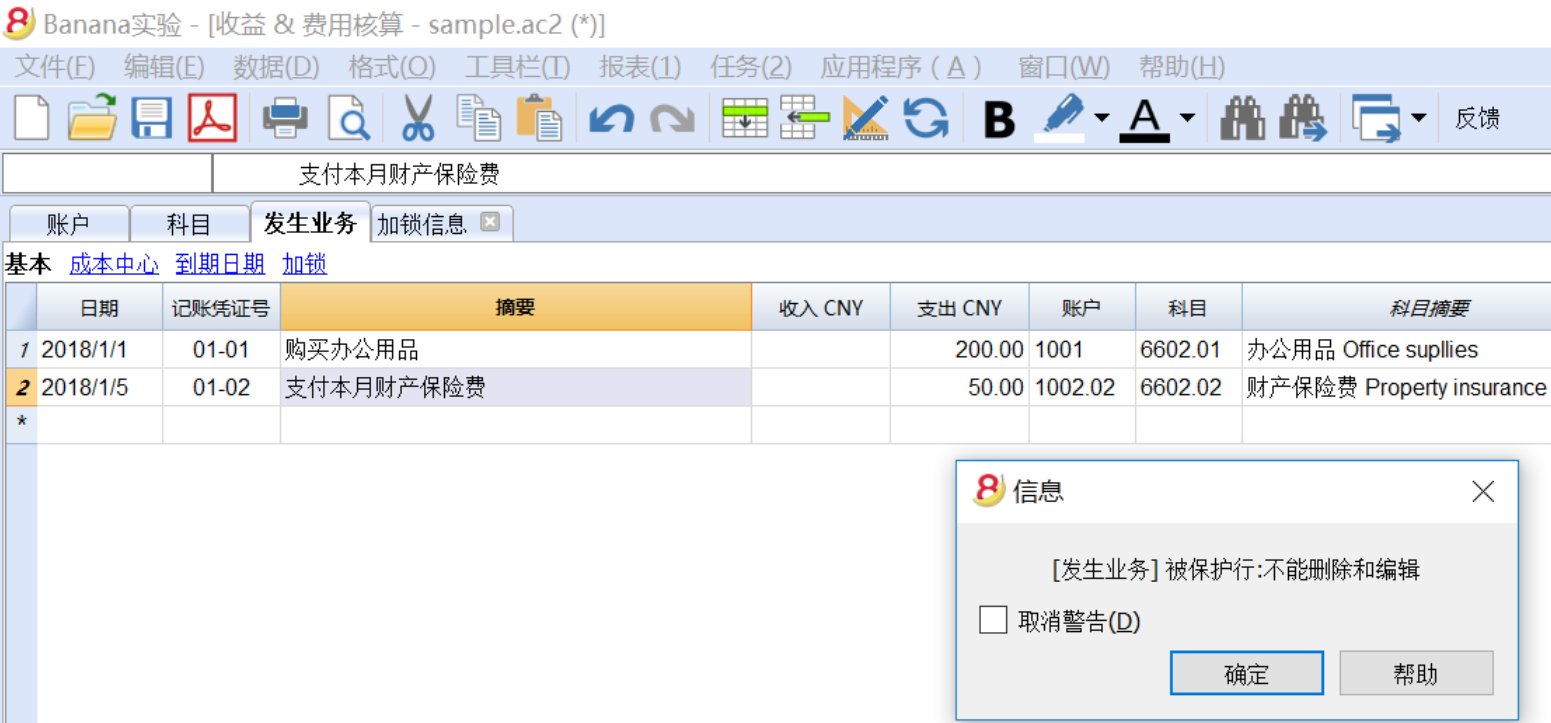 Banana实验 - [收益 & 费用核算 - sample.ac2 (*)]
文件(F) 编辑(E) 数据(D) 格式(O) 工具栏(T) 报表(1) 任务(2) 应用程序 ( A ) 窗口(W) 帮助(H)
B A 反馈
支付本月财产保险费
账户 科目 发生业务 加锁信息
基本 成本中心 到期日期 加锁
日期 记账凭证号 摘要 收入 CNY 支出 CNY 账户 科目 科目摘要
1 2018/1/1 01-01 购买办公用品 200.00 1001 6602.01 办公用品 Office supllies
2 2018/1/5 01-02 支付本月财产保险费 50.00 1002.02 6602.02 财产保险费 Property insurance
*
信息
[发生业务] 被保护行:不能删除和编辑
取消警告(D)
确定 帮助